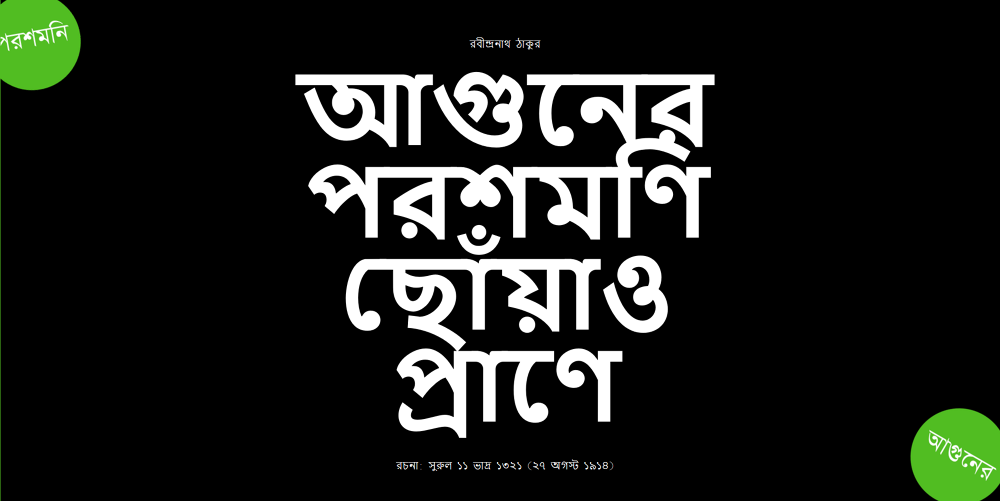 পরশমনি
রবীন্দ্রনাথ ঠাকুর
আগুনের
পরশমণি
ছোঁয়াও
প্রাণে
রচনা: সুরুল ১১ ভাদ্র ১৩২১ (২৭ অগস্ট ১৯১৪)
আগুনের